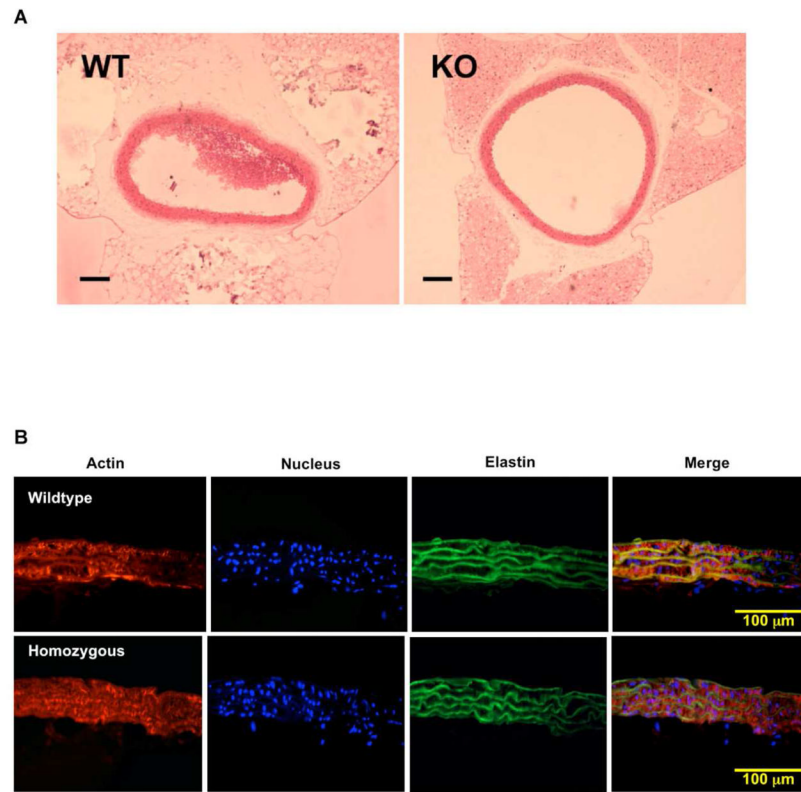 A
WT KO
B
Actin Nucleus Elastin Merge
Wildtype
100 μm
Homozygous
100 μm